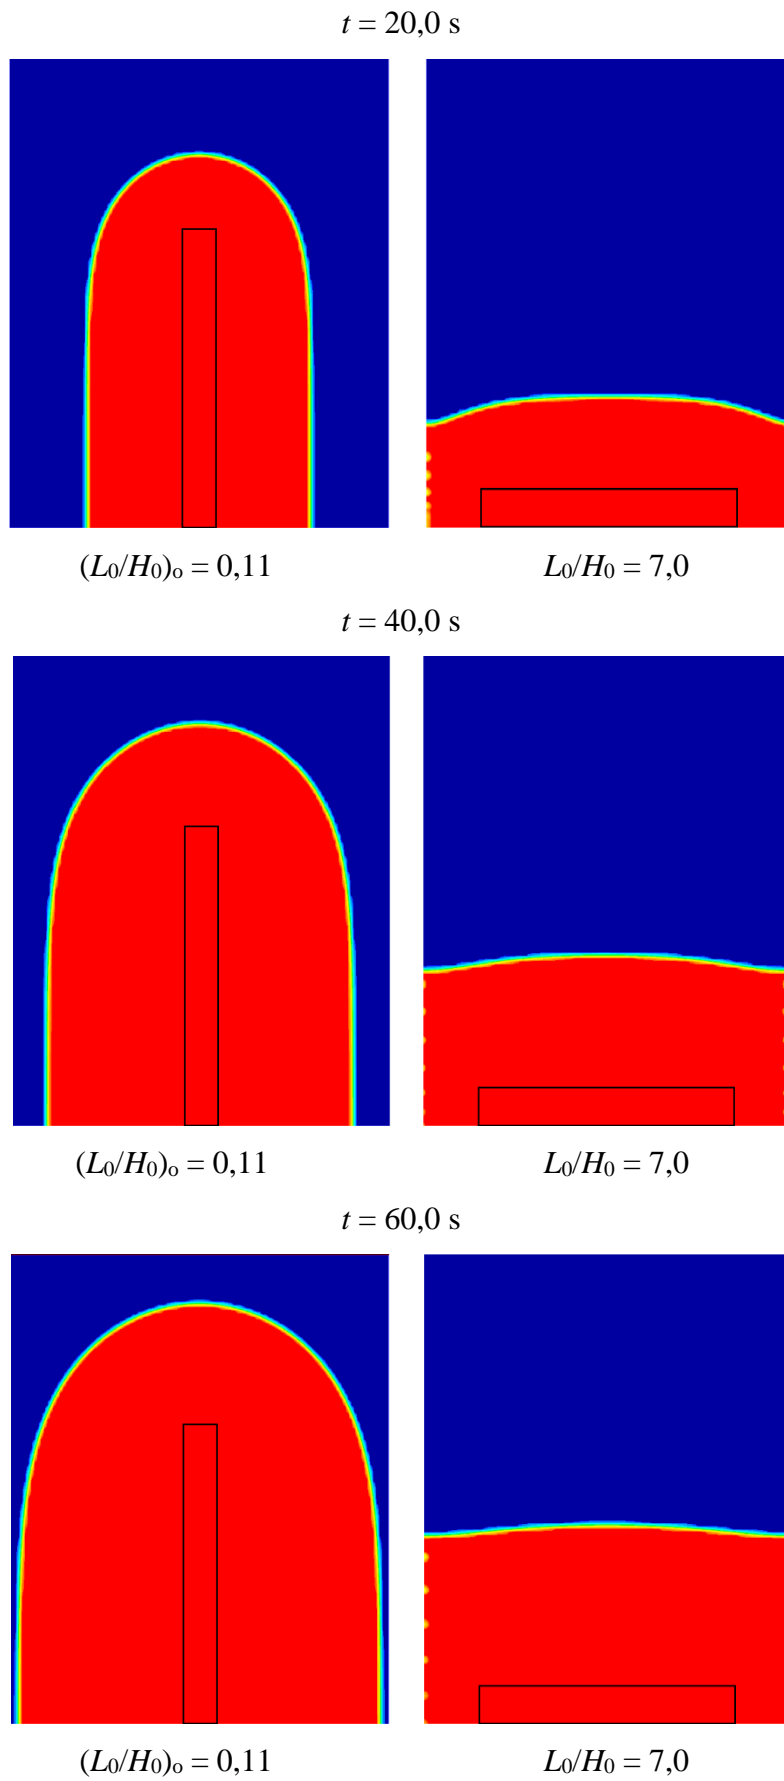 t = 20,0 s
(L₀/H₀)ₒ = 0,11 L₀/H₀ = 7,0
t = 40,0 s
(L₀/H₀)ₒ = 0,11 L₀/H₀ = 7,0
t = 60,0 s
(L₀/H₀)ₒ = 0,11 L₀/H₀ = 7,0